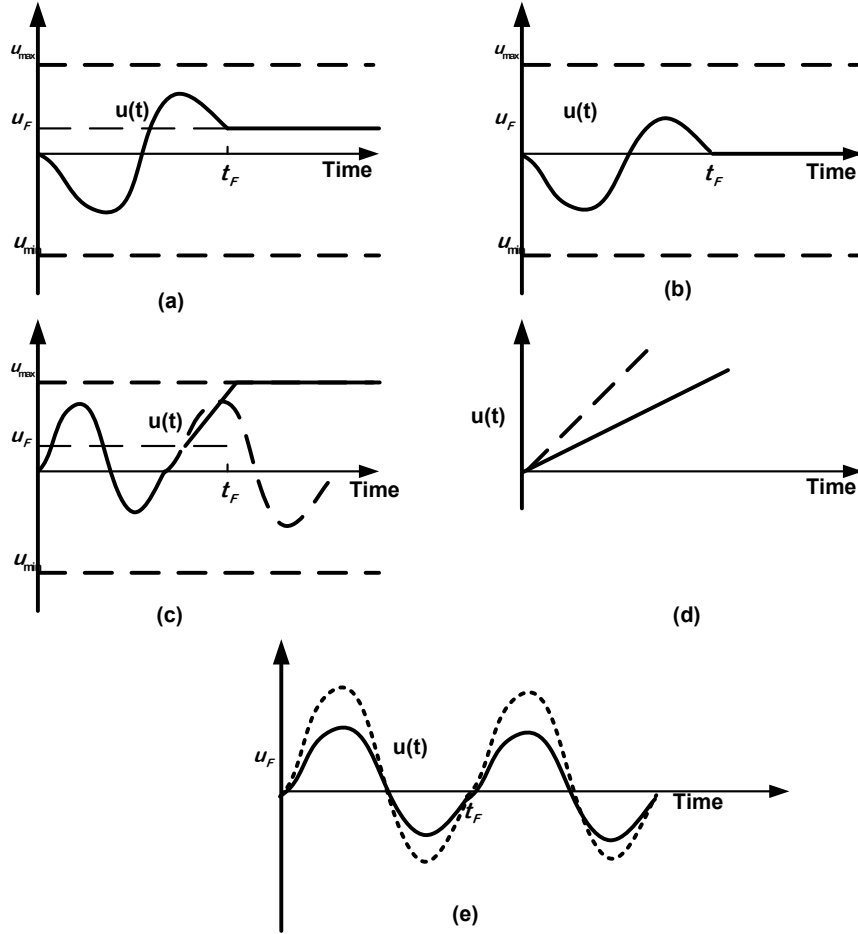 u_max
u_F
u(t)
t_F
Time
u_min
(a)
u_max
u_F
u(t)
t_F
Time
u_min
(b)
u_max
u(t)
u_F
t_F
Time
u_min
(c)
u(t)
Time
(d)
u(t)
u_F
t_F
Time
(e)